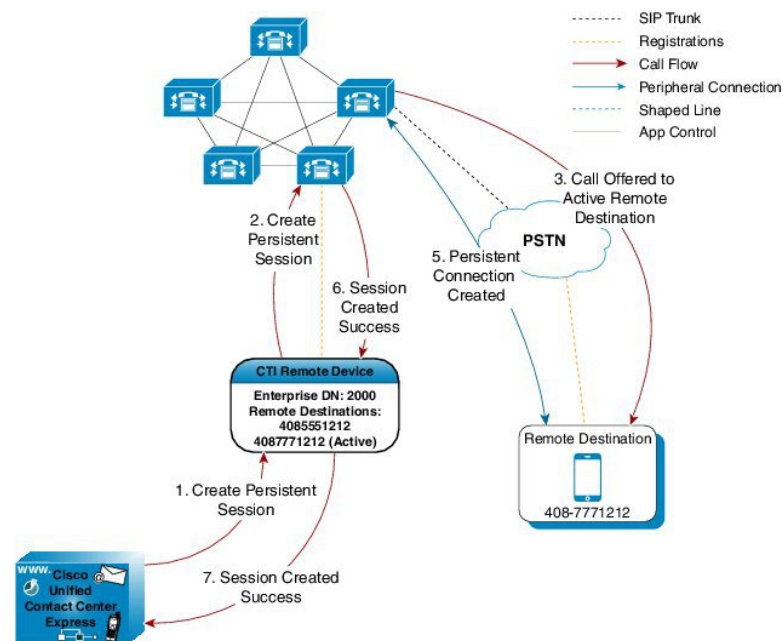 SIP Trunk
Registrations
Call Flow
Peripheral Connection
Shaped Line
App Control
3. Call Offered to
Active Remote
Destination
2. Create
Persistent
Session
PSTN
5. Persistent
Connection
Created
6. Session
Created
Success
CTI Remote Device
Enterprise DN: 2000
Remote Destinations:
4085551212
4087771212 (Active)
Remote Destination
408-7771212
1. Create Persistent
Session
7. Session Created
Success
www.
Cisco
Unified
Contact Center
Express
@